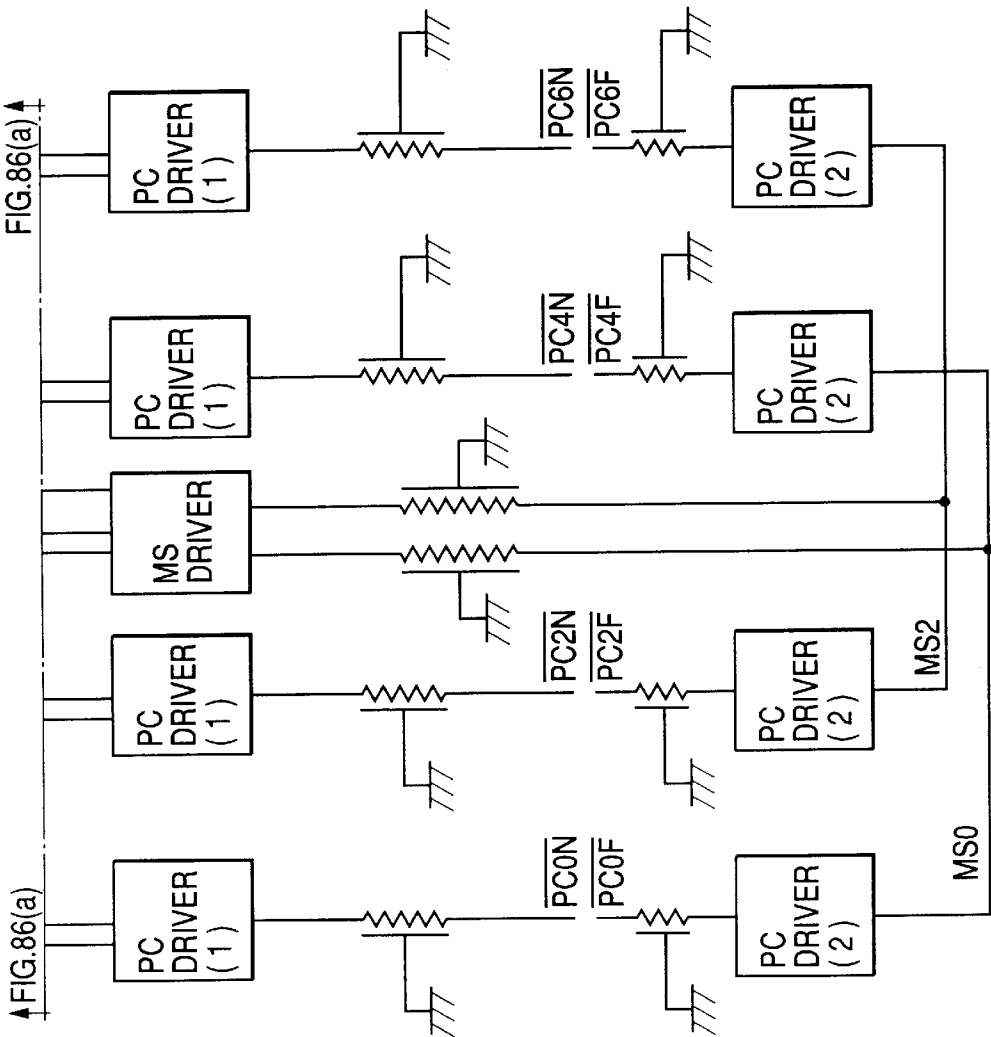 FIG.86(a)
FIG.86(a)
PC
DRIVER
(1)
PC
DRIVER
(1)
MS
DRIVER
PC
DRIVER
(1)
PC
DRIVER
(1)
PC0N
PC0F
PC2N
PC2F
PC4N
PC4F
PC6N
PC6F
PC
DRIVER
(2)
PC
DRIVER
(2)
PC
DRIVER
(2)
PC
DRIVER
(2)
MS0
MS2